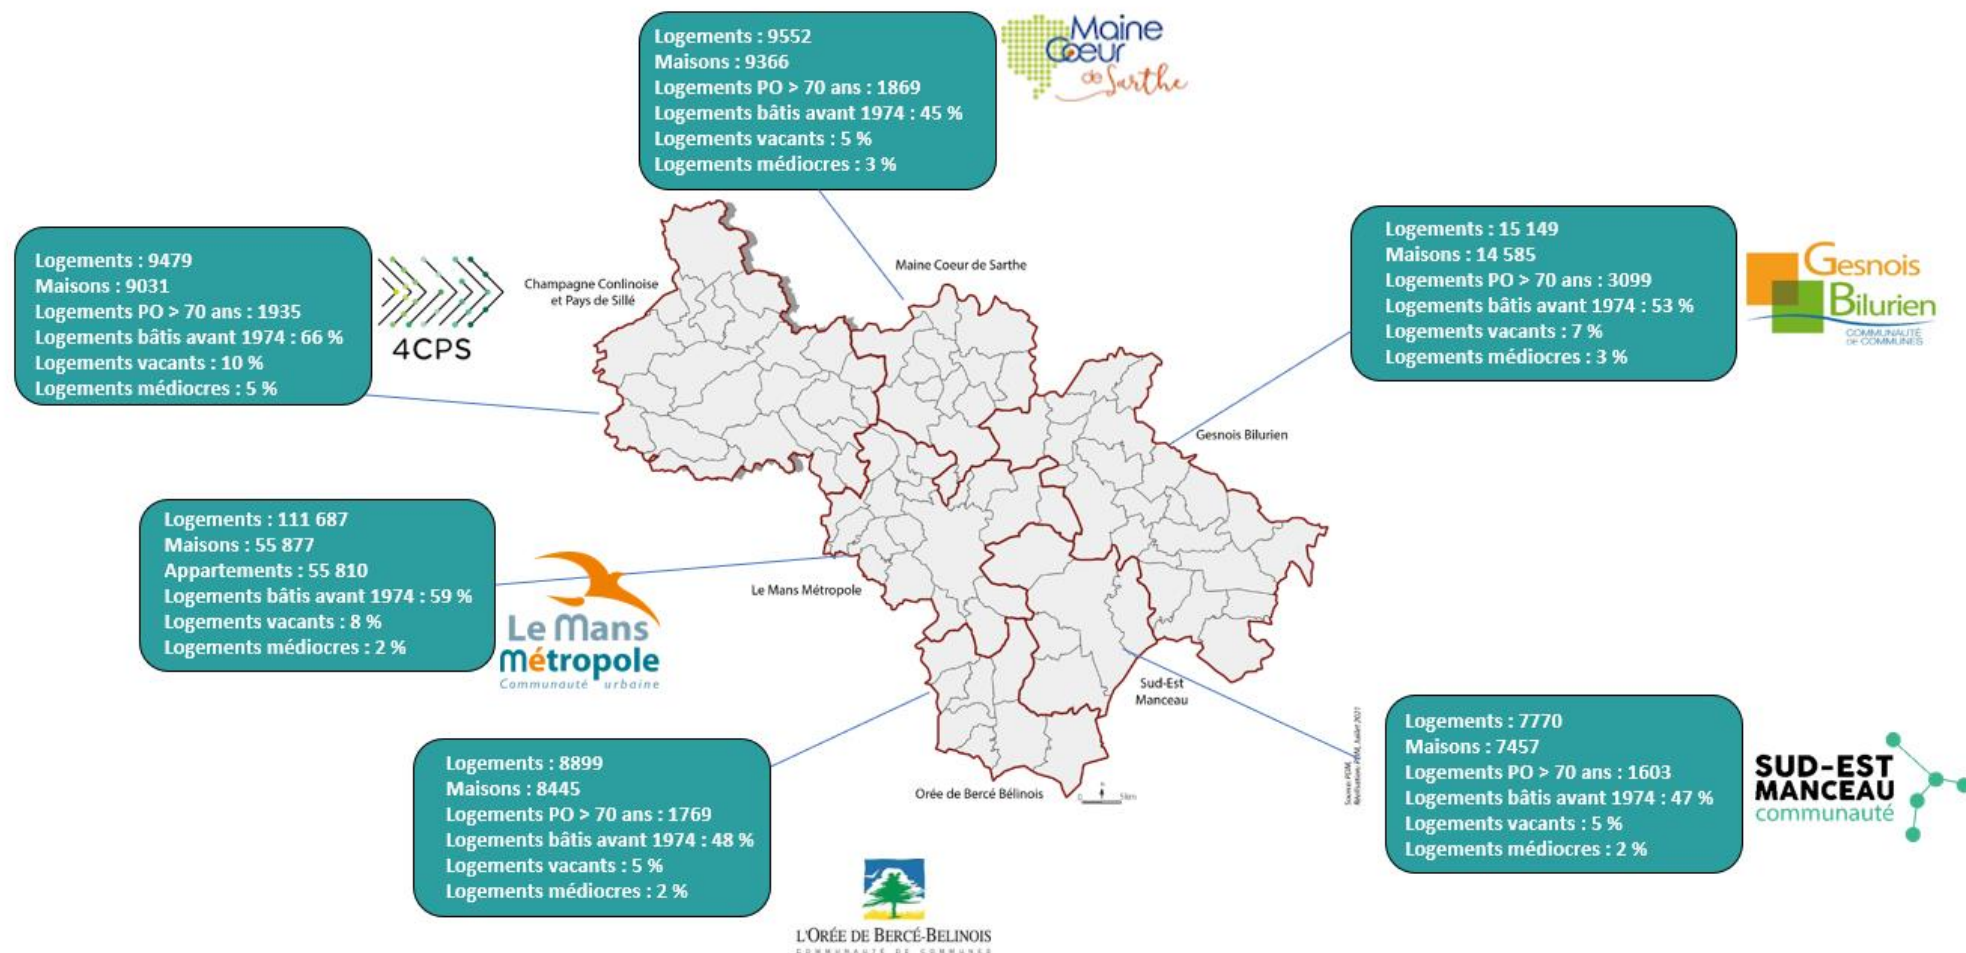 Logements : 9552
Maisons : 9366
Logements PO > 70 ans : 1869
Logements bâtis avant 1974 : 45 %
Logements vacants : 5 %
Logements médiocres : 3 %
Maine
Coeur
de Sarthe
Logements : 9479
Maisons : 9031
Logements PO > 70 ans : 1935
Logements bâtis avant 1974 : 66 %
Logements vacants : 10 %
Logements médiocres : 5 %
4CPS
Champagne Conlinoise
et Pays de Sillé
Maine Coeur de Sarthe
Logements : 15 149
Maisons : 14 585
Logements PO > 70 ans : 3099
Logements bâtis avant 1974 : 53 %
Logements vacants : 7 %
Logements médiocres : 3 %
Gesnois
Bilurien
COMMUNAUTÉ
DE COMMUNES
Gesnois Bilurien
Logements : 111 687
Maisons : 55 877
Appartements : 55 810
Logements bâtis avant 1974 : 59 %
Logements vacants : 8 %
Logements médiocres : 2 %
Le Mans
Métropole
Communauté urbaine
Le Mans Métropole
Sud-Est
Manceau
Logements : 8899
Maisons : 8445
Logements PO > 70 ans : 1769
Logements bâtis avant 1974 : 48 %
Logements vacants : 5 %
Logements médiocres : 2 %
Orée de Bercé Bélinois
0 5km
L'ORÉE DE BERCÉ-BELINOIS
COMMUNAUTÉ DE COMMUNES
Logements : 7770
Maisons : 7457
Logements PO > 70 ans : 1603
Logements bâtis avant 1974 : 47 %
Logements vacants : 5 %
Logements médiocres : 2 %
SUD-EST
MANCEAU
communauté